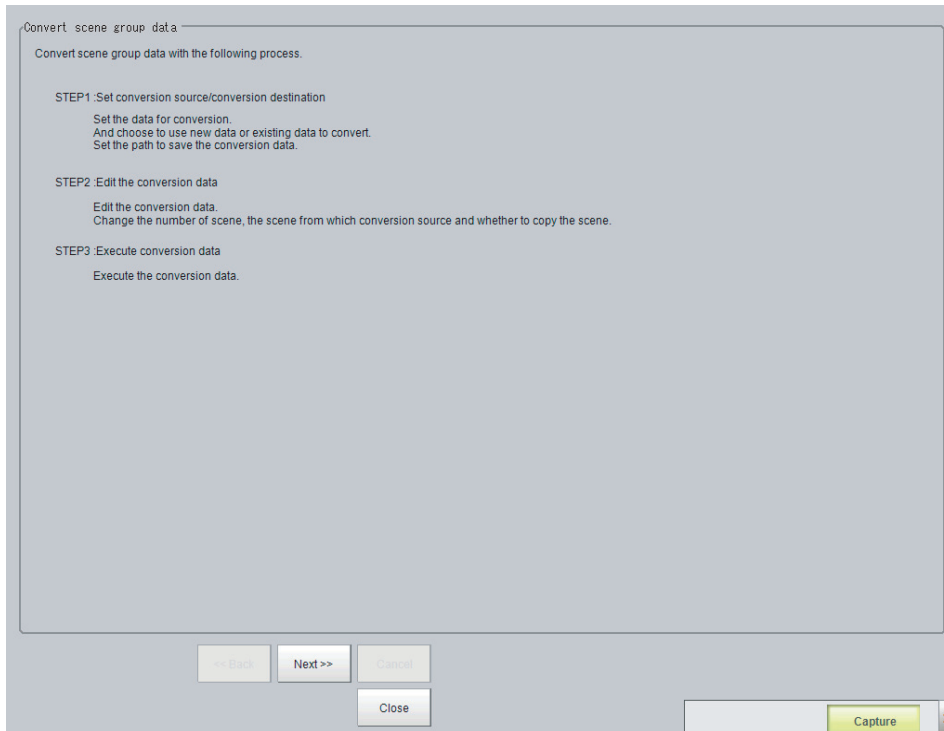 Convert scene group data
Convert scene group data with the following process.
STEP1 :Set conversion source/conversion destination
Set the data for conversion.
And choose to use new data or existing data to convert.
Set the path to save the conversion data.
STEP2 :Edit the conversion data
Edit the conversion data.
Change the number of scene, the scene from which conversion source and whether to copy the scene.
STEP3 :Execute conversion data
Execute the conversion data.
<< Back
Next >>
Cancel
Close
Capture